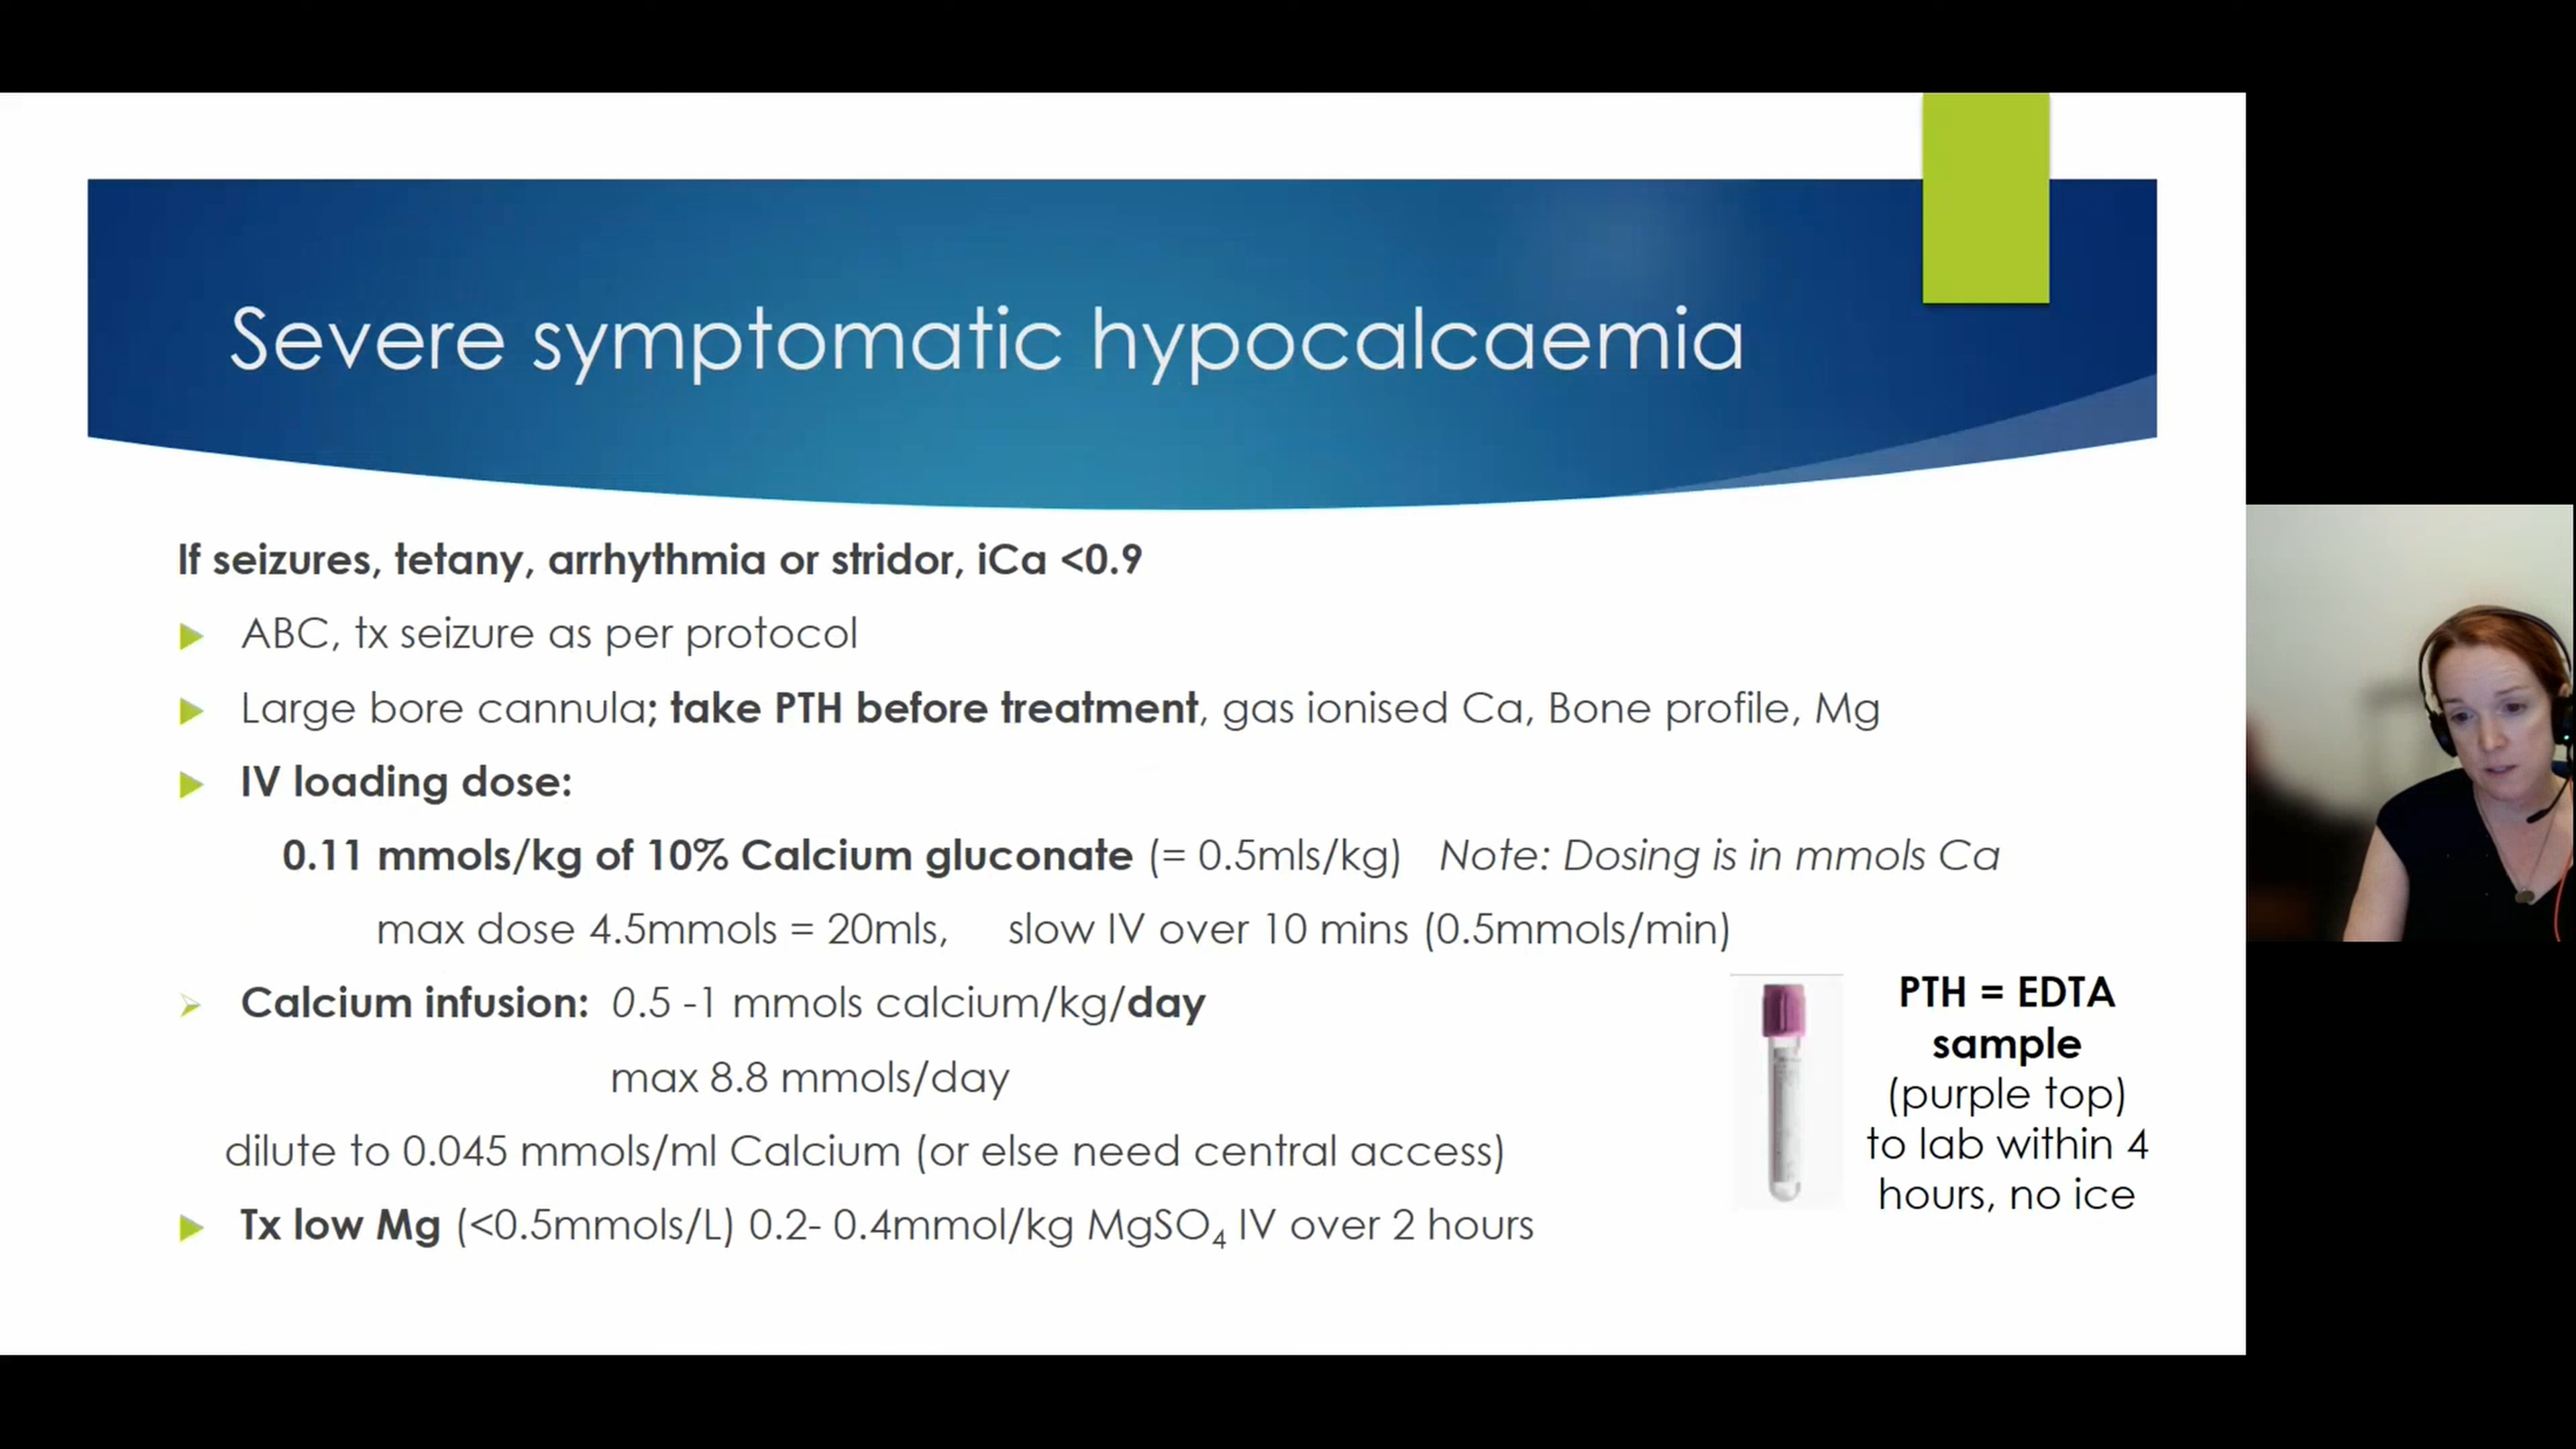 Severe symptomatic hypocalcaemia
If seizures, tetany, arrhythmia or stridor, iCa <0.9
ABC, tx seizure as per protocol
Large bore cannula; take PTH before treatment, gas ionised Ca, Bone profile, Mg
IV loading dose:
0.11 mmols/kg of 10% Calcium gluconate (= 0.5mls/kg) Note: Dosing is in mmols Ca
max dose 4.5mmols = 20mls, slow IV over 10 mins (0.5mmols/min)
Calcium infusion: 0.5 -1 mmols calcium/kg/day
max 8.8 mmols/day
dilute to 0.045 mmols/ml Calcium (or else need central access)
Tx low Mg (<0.5mmols/L) 0.2- 0.4mmol/kg MgSO₄ IV over 2 hours
PTH = EDTA
sample
(purple top)
to lab within 4
hours, no ice